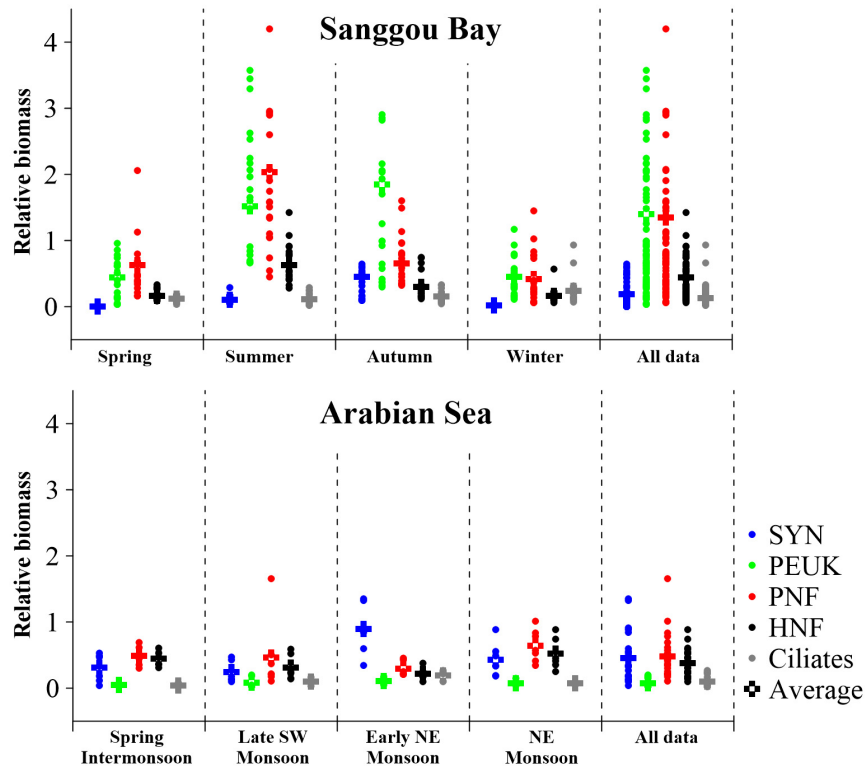 Sanggou Bay
Relative biomass
4
3
2
1
0
Spring
Summer
Autumn
Winter
All data
Arabian Sea
Relative biomass
4
3
2
1
0
SYN
PEUK
PNF
HNF
Ciliates
Average
Spring
Intermonsoon
Late SW
Monsoon
Early NE
Monsoon
NE
Monsoon
All data